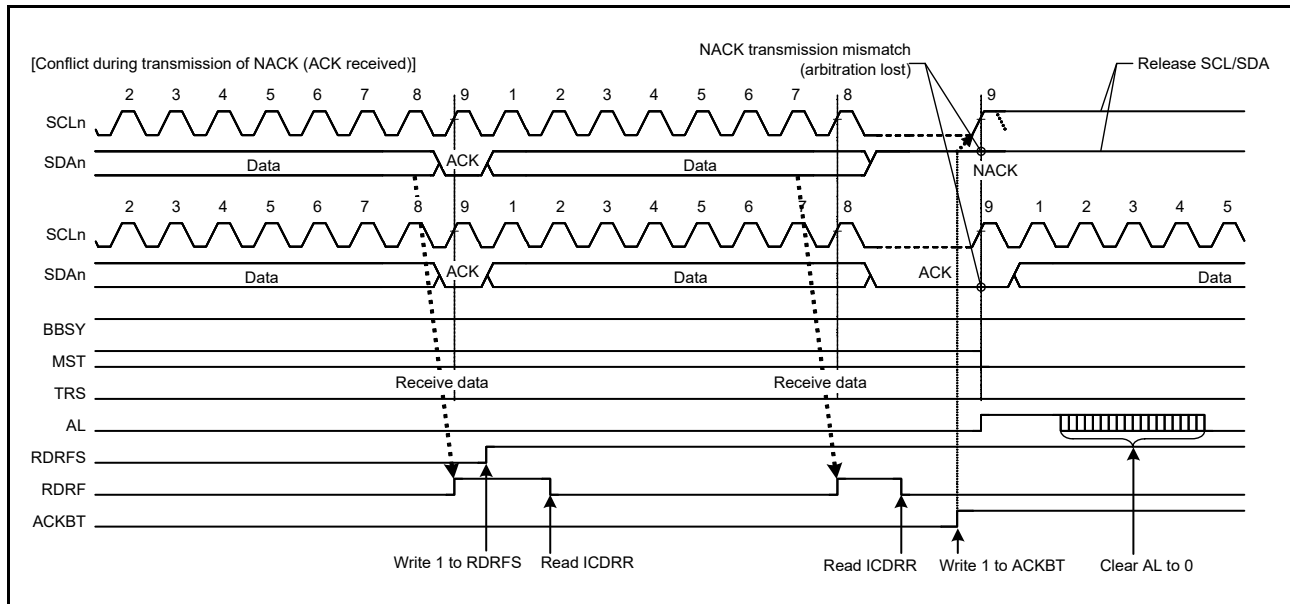 [Conflict during transmission of NACK (ACK received)]
NACK transmission mismatch
(arbitration lost)
Release SCL/SDA
2 3 4 5 6 7 8 9 1 2 3 4 5 6 7 8 9
SCLn
SDAn
Data ACK Data NACK
2 3 4 5 6 7 8 9 1 2 3 4 5 6 7 8 9 1 2 3 4 5
SCLn
SDAn
Data ACK Data ACK Data
BBSY
MST
Receive data Receive data
TRS
AL
RDRFS
RDRF
ACKBT
Write 1 to RDRFS Read ICDRR Read ICDRR Write 1 to ACKBT Clear AL to 0